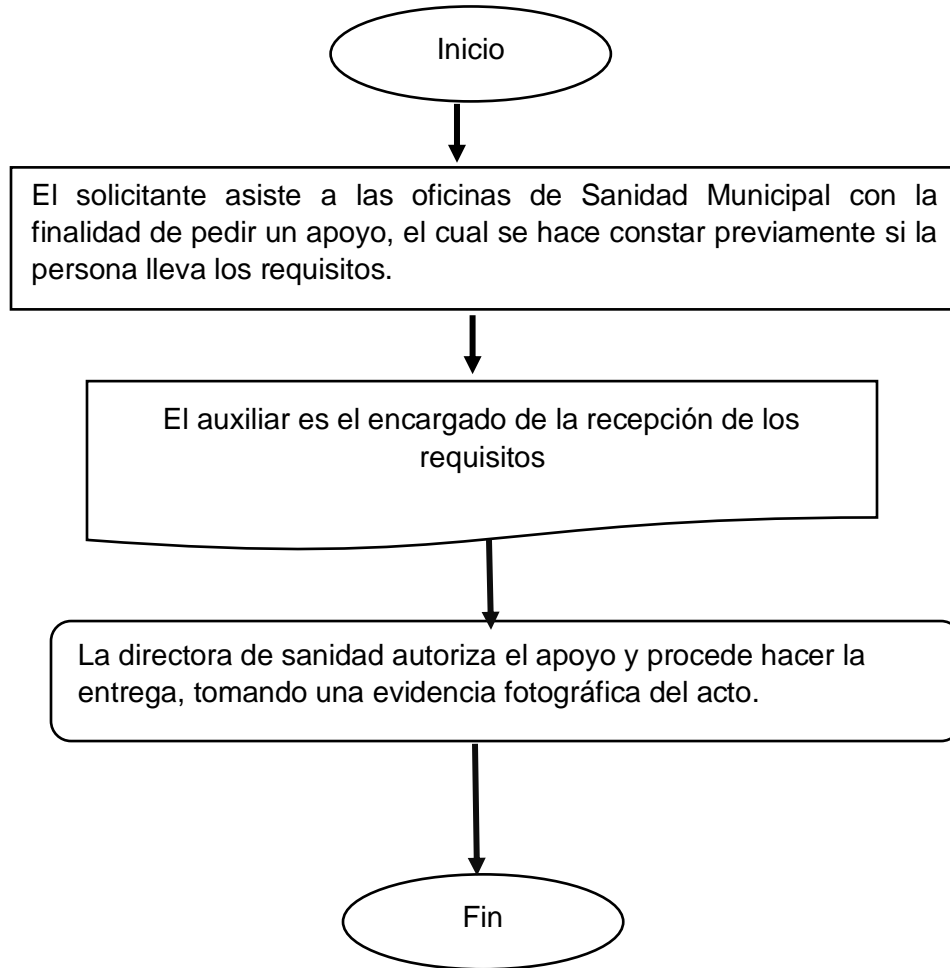 Inicio
El solicitante asiste a las oficinas de Sanidad Municipal con la
finalidad de pedir un apoyo, el cual se hace constar previamente si la
persona lleva los requisitos.
El auxiliar es el encargado de la recepción de los
requisitos
La directora de sanidad autoriza el apoyo y procede hacer la
entrega, tomando una evidencia fotográfica del acto.
Fin